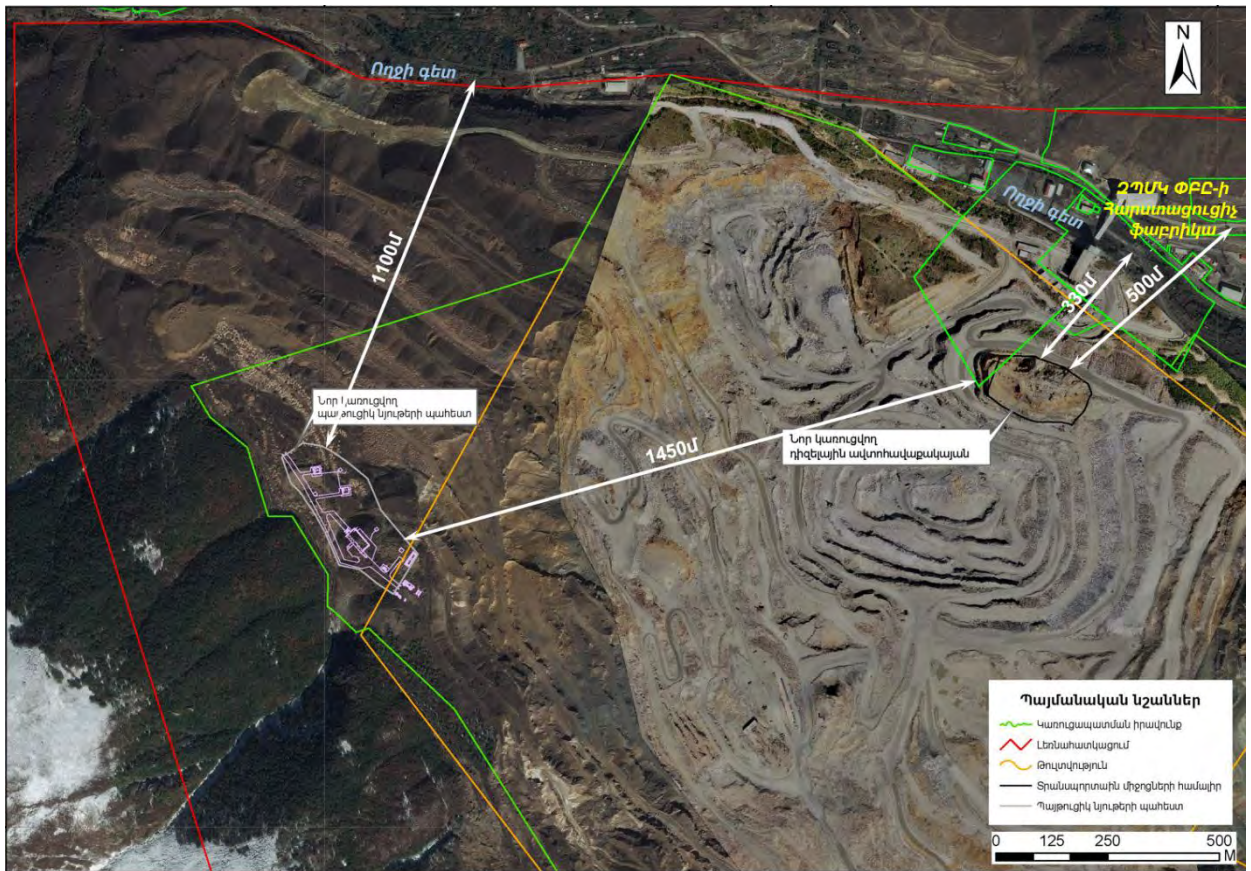 N
Ողջի գետ
ԶՊՄԿ ՓԲԸ-ի
Հարստացուցիչ
ֆաբրիկա
Ողջի գետ
1100մ
330մ
500մ
Նոր կառուցվող
պայթուցիկ նյութերի պահեստ
1450մ
Նոր կառուցվող
դիզելային ավտոհավաքակայան
Պայմանական նշաններ
Կառուցապատման իրավունք
Լեռնահատկացում
Թույլտվություն
Տրանսպորտաին միջոցների համալիր
Պայթուցիկ նյութերի պահեստ
0 125 250 500
M